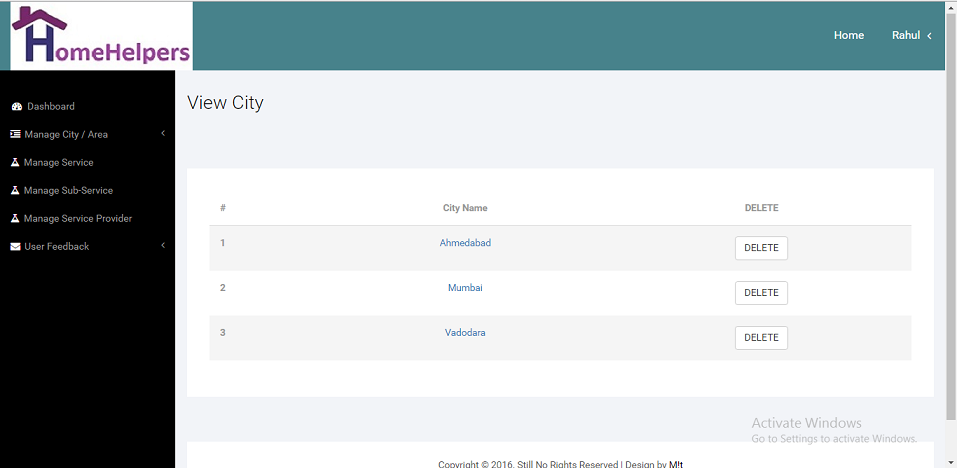 HomeHelpers
Home Rahul
Dashboard
Manage City / Area
Manage Service
Manage Sub-Service
Manage Service Provider
User Feedback
View City
# City Name DELETE
1 Ahmedabad DELETE
2 Mumbai DELETE
3 Vadodara DELETE
Activate Windows
Go to Settings to activate Windows.
Copyright © 2016. Still No Rights Reserved | Design by M!t